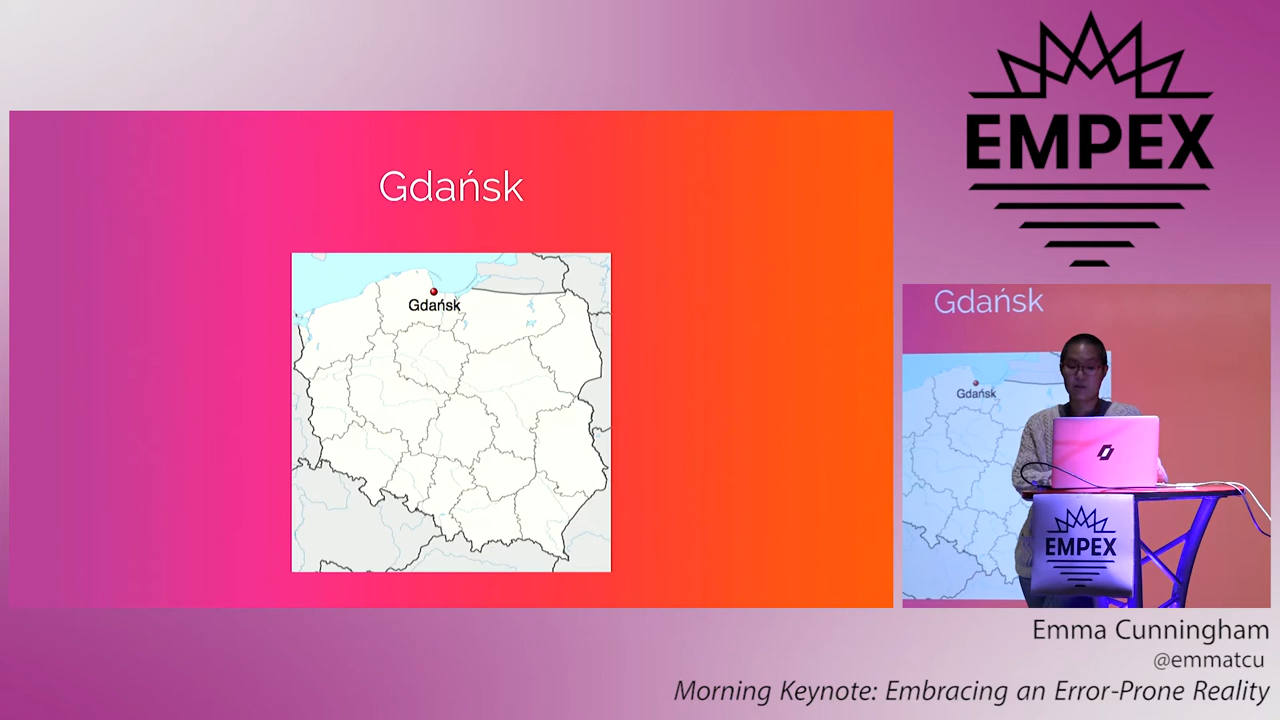 Gdańsk
Gdańsk
EMPEX
Gdańsk
Gdańsk
EMPEX
Emma Cunningham
@emmatcu
Morning Keynote: Embracing an Error-Prone Reality